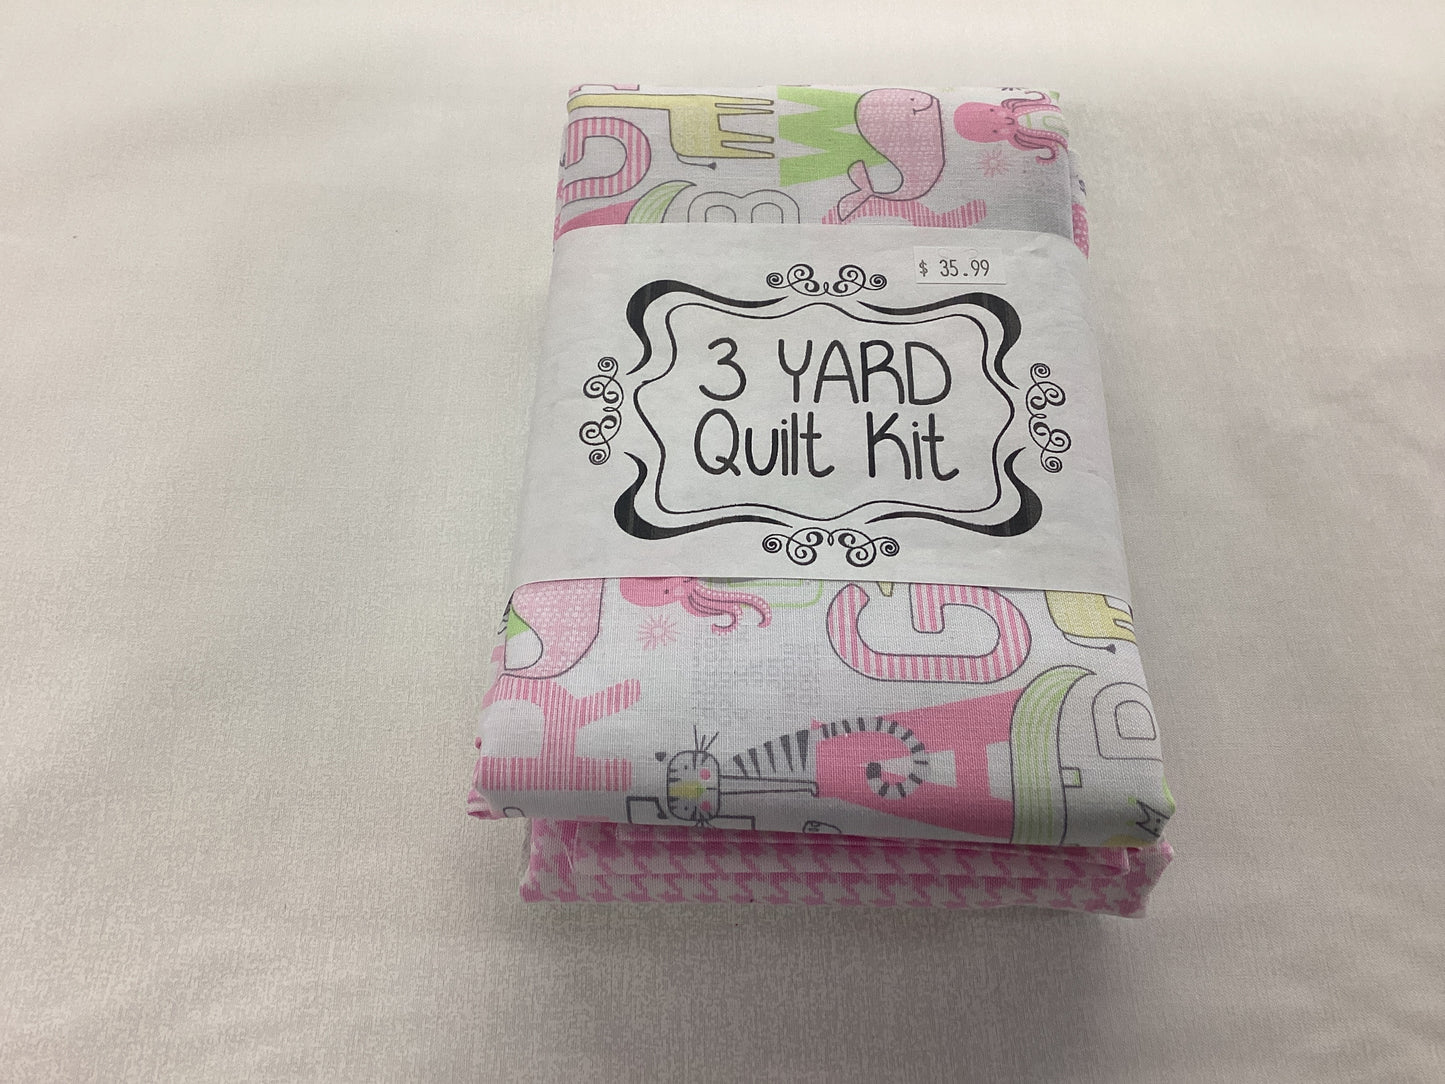 $ 35.99
3 YARD
Quilt Kit